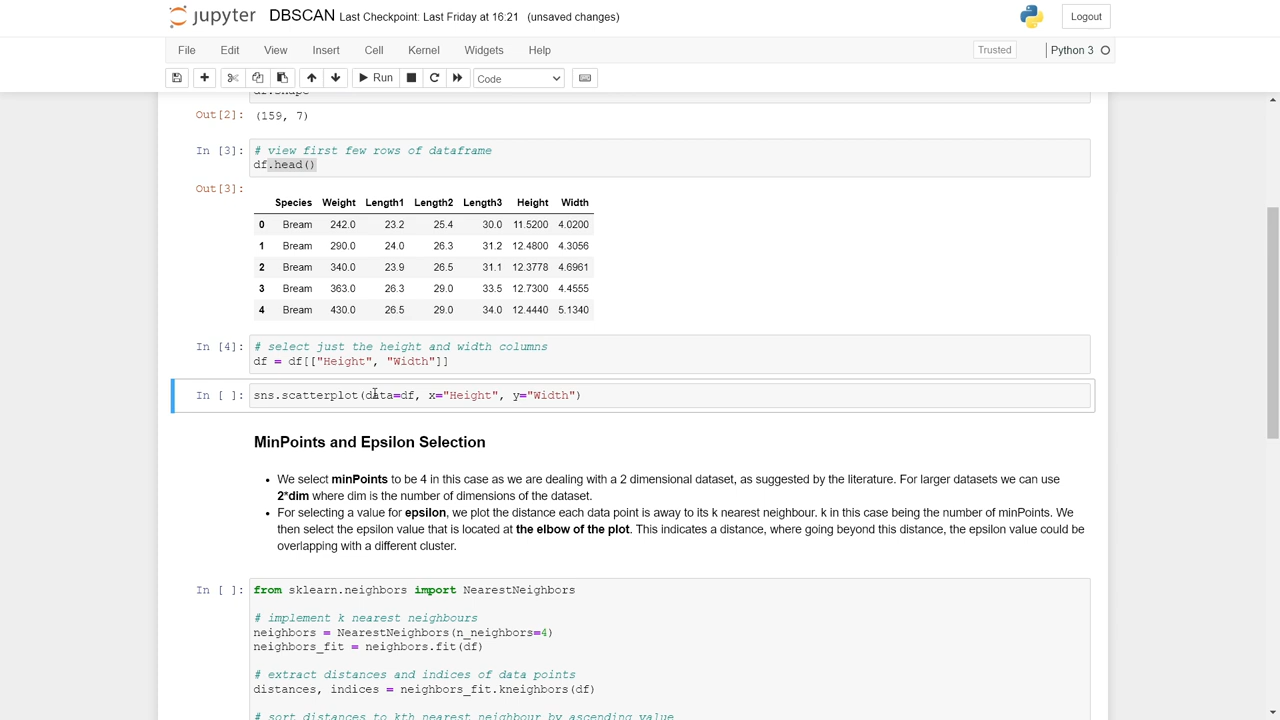 jupyter DBSCAN Last Checkpoint: Last Friday at 16:21 (unsaved changes) Logout
File Edit View Insert Cell Kernel Widgets Help Trusted Python 3
Run Code
df.shape
Out[2]: (159, 7)
In [3]: # view first few rows of dataframe
df.head()
Out[3]:
Species Weight Length1 Length2 Length3 Height Width
0 Bream 242.0 23.2 25.4 30.0 11.5200 4.0200
1 Bream 290.0 24.0 26.3 31.2 12.4800 4.3056
2 Bream 340.0 23.9 26.5 31.1 12.3778 4.6961
3 Bream 363.0 26.3 29.0 33.5 12.7300 4.4555
4 Bream 430.0 26.5 29.0 34.0 12.4440 5.1340
In [4]: # select just the height and width columns
df = df[["Height", "Width"]]
In [ ]: sns.scatterplot(data=df, x="Height", y="Width")
MinPoints and Epsilon Selection
• We select minPoints to be 4 in this case as we are dealing with a 2 dimensional dataset, as suggested by the literature. For larger datasets we can use
2*dim where dim is the number of dimensions of the dataset.
• For selecting a value for epsilon, we plot the distance each data point is away to its k nearest neighbour. k in this case being the number of minPoints. We
then select the epsilon value that is located at the elbow of the plot. This indicates a distance, where going beyond this distance, the epsilon value could be
overlapping with a different cluster.
In [ ]: from sklearn.neighbors import NearestNeighbors
# implement k nearest neighbours
neighbors = NearestNeighbors(n_neighbors=4)
neighbors_fit = neighbors.fit(df)
# extract distances and indices of data points
distances, indices = neighbors_fit.kneighbors(df)
# sort distances to kth nearest neighbour by ascending value